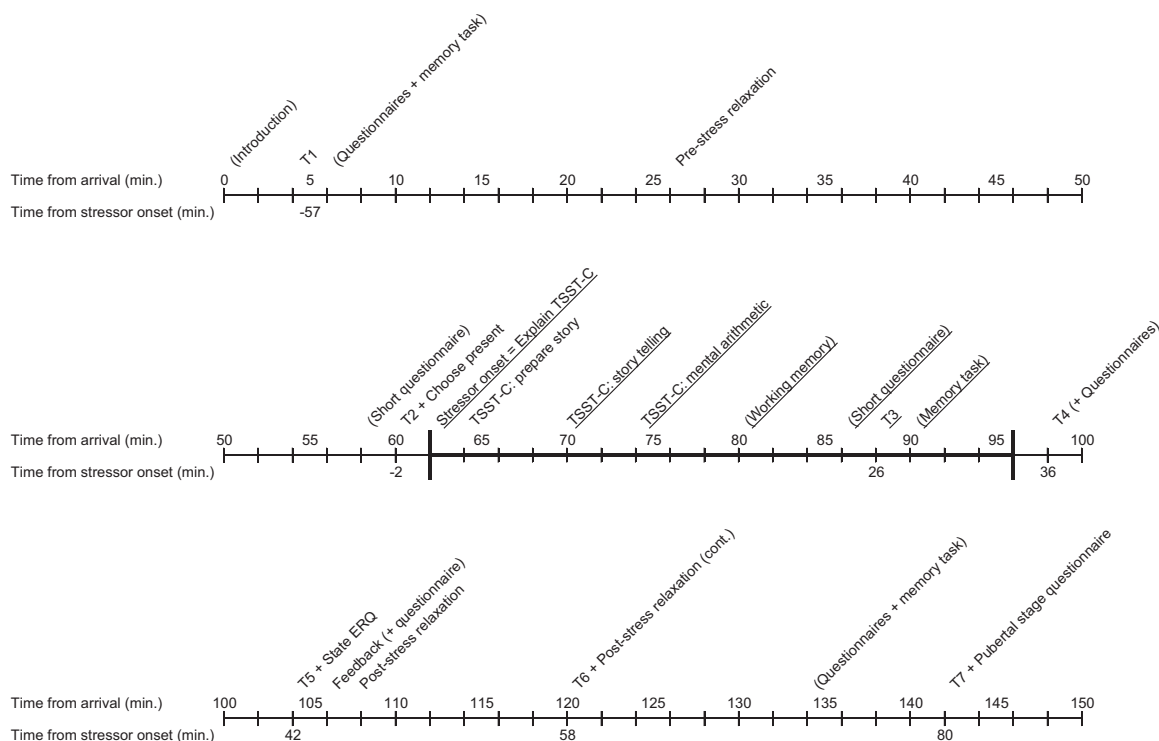 (Introduction)
T1
(Questionnaires + memory task)
Pre-stress relaxation
Time from arrival (min.) 0 5 10 15 20 25 30 35 40 45 50
Time from stressor onset (min.) -57
(Short questionnaire)
T2 + Choose present
Stressor onset = Explain TSST-C
TSST-C: prepare story
TSST-C: story telling
TSST-C: mental arithmetic
(Working memory)
(Short questionnaire)
T3
(Memory task)
T4 (+ Questionnaires)
Time from arrival (min.) 50 55 60 65 70 75 80 85 90 95 100
Time from stressor onset (min.) -2 26 36
T5 + State ERQ
Feedback (+ questionnaire)
Post-stress relaxation
T6 + Post-stress relaxation (cont.)
(Questionnaires + memory task)
T7 + Pubertal stage questionnaire
Time from arrival (min.) 100 105 110 115 120 125 130 135 140 145 150
Time from stressor onset (min.) 42 58 80